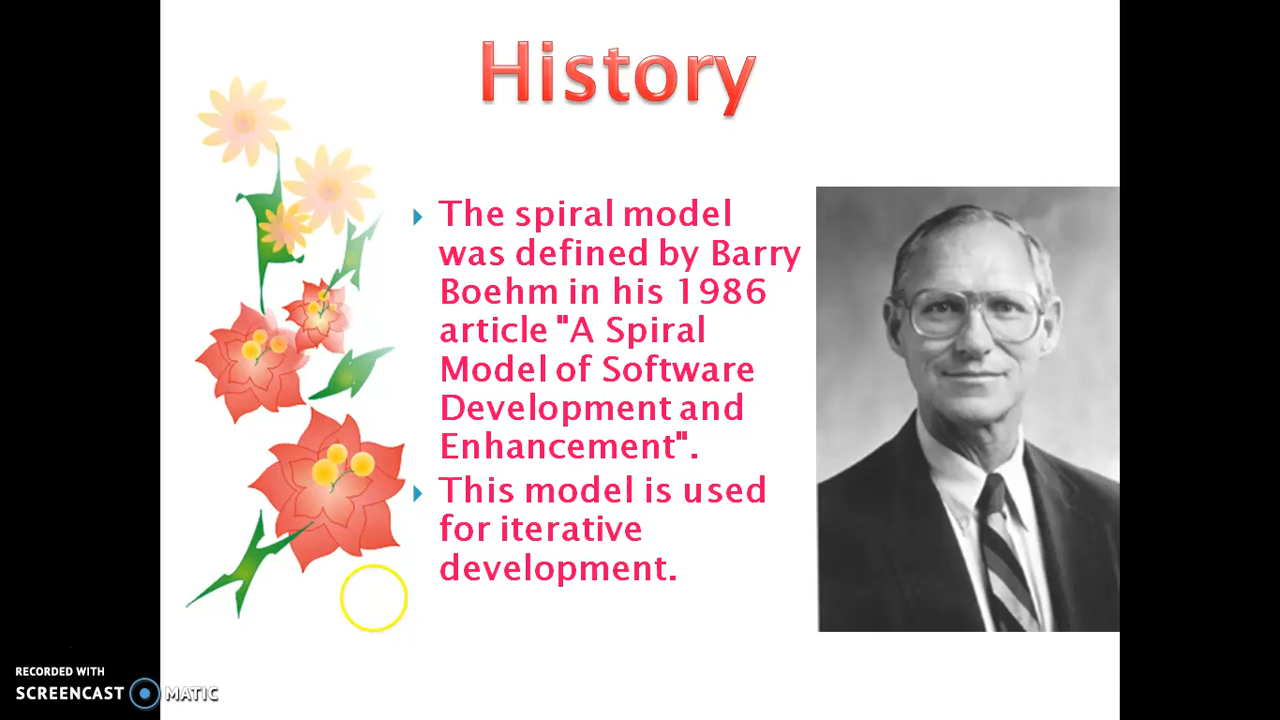 History
The spiral model
was defined by Barry
Boehm in his 1986
article "A Spiral
Model of Software
Development and
Enhancement".
This model is used
for iterative
development.
RECORDED WITH
SCREENCAST MATIC